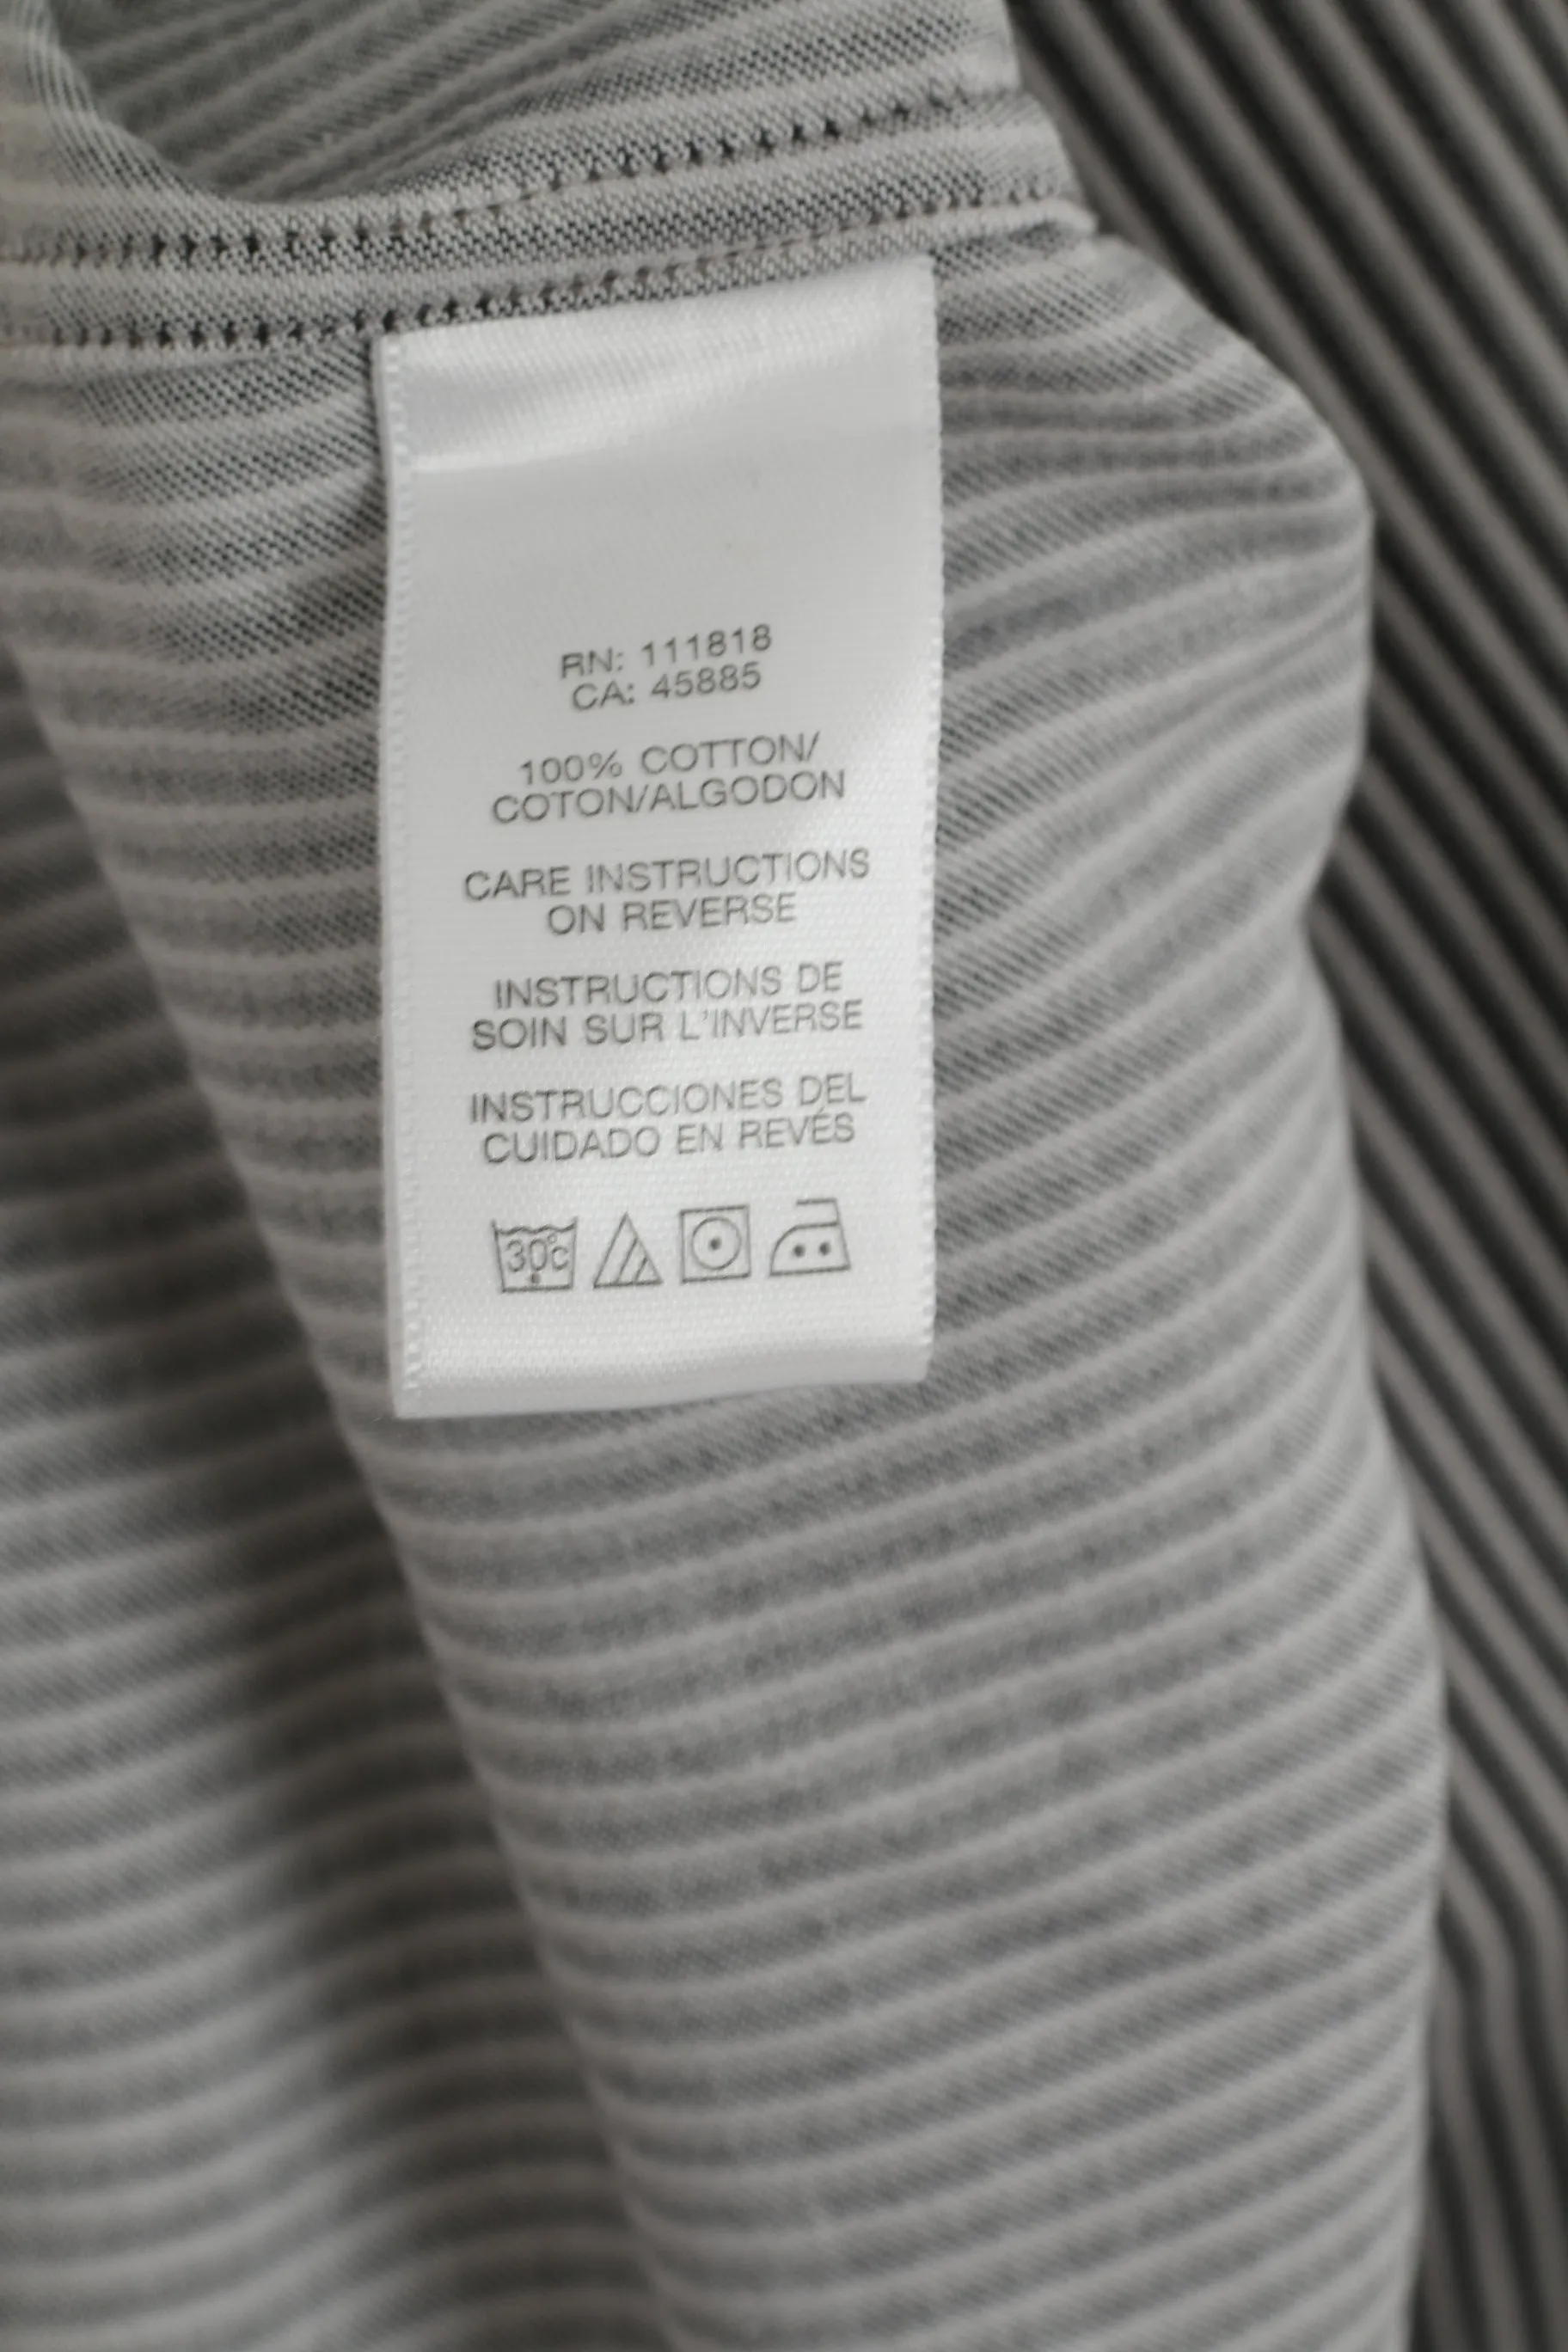 RN: 111818
CA: 45885
100% COTTON/
COTON/ALGODON
CARE INSTRUCTIONS
ON REVERSE
INSTRUCTIONS DE
SOIN SUR L'INVERSE
INSTRUCCIONES DEL
CUIDADO EN REVÉS
30°C